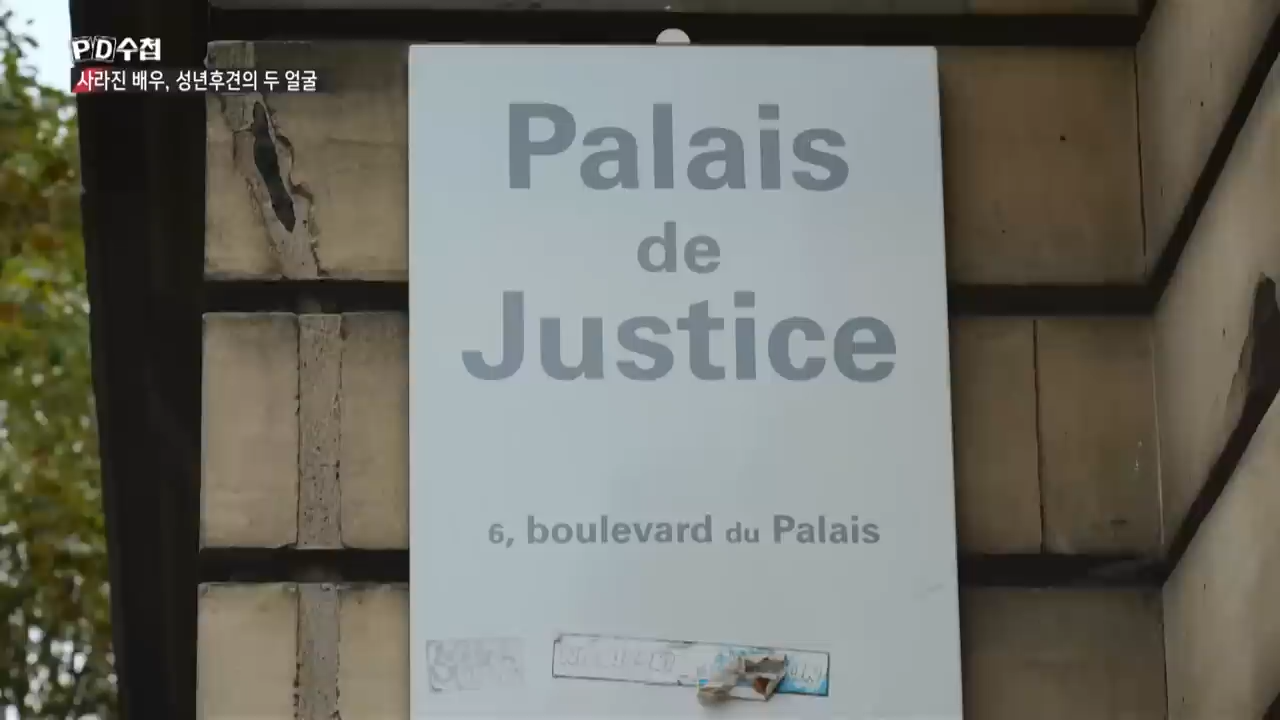 PD수첩
사라진 배우, 성년후견의 두 얼굴
Palais
de
Justice
6, boulevard du Palais